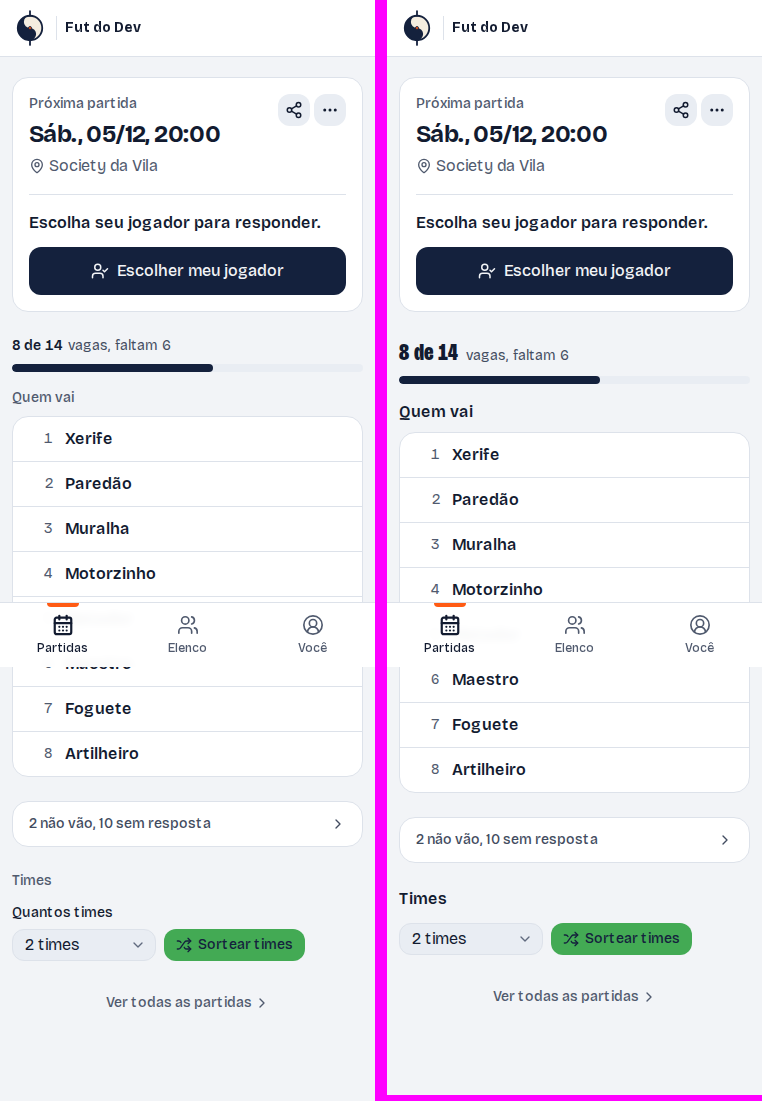 Fut do Dev
Próxima partida
Sáb., 05/12, 20:00
Society da Vila
Escolha seu jogador para responder.
Escolher meu jogador
8 de 14 vagas, faltam 6
Quem vai
1 Xerife
2 Paredão
3 Muralha
4 Motorzinho
Partidas
Elenco
Você
Maestro
7 Foguete
8 Artilheiro
2 não vão, 10 sem resposta
Times
Quantos times
2 times
Sortear times
Ver todas as partidas
Fut do Dev
Próxima partida
Sáb., 05/12, 20:00
Society da Vila
Escolha seu jogador para responder.
Escolher meu jogador
8 de 14 vagas, faltam 6
Quem vai
1 Xerife
2 Paredão
3 Muralha
4 Motorzinho
Partidas
Elenco
Você
6 Maestro
7 Foguete
8 Artilheiro
2 não vão, 10 sem resposta
Times
2 times
Sortear times
Ver todas as partidas